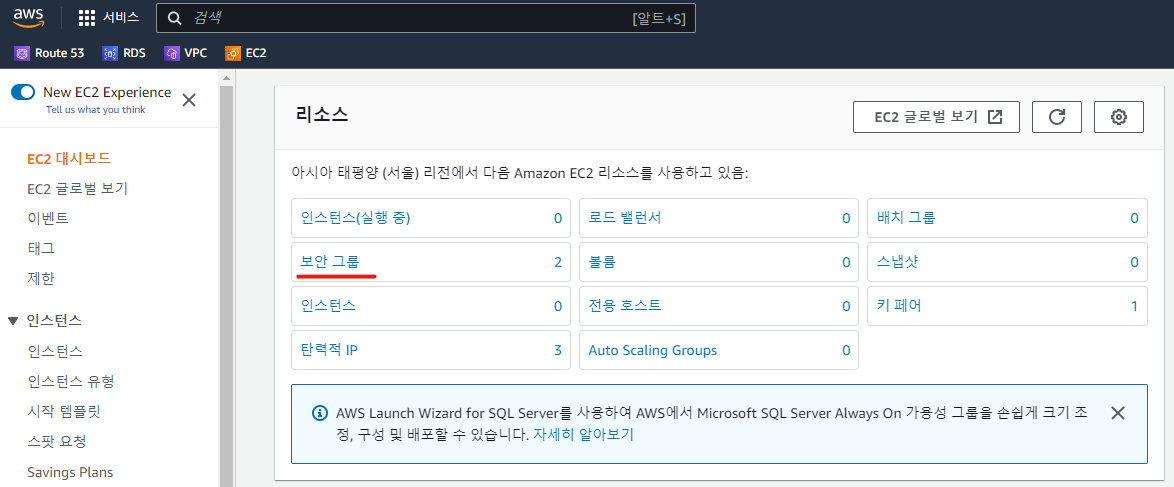 aws 서비스 검색 [알트+S]
Route 53 RDS VPC EC2
New EC2 Experience
Tell us what you think
EC2 대시보드
EC2 글로벌 보기
이벤트
태그
제한
인스턴스
인스턴스
인스턴스 유형
시작 템플릿
스팟 요청
Savings Plans
리소스 EC2 글로벌 보기
아시아 태평양 (서울) 리전에서 다음 Amazon EC2 리소스를 사용하고 있음:
인스턴스(실행 중) 0 로드 밸런서 0 배치 그룹 0
보안 그룹 2 볼륨 0 스냅샷 0
인스턴스 0 전용 호스트 0 키 페어 1
탄력적 IP 3 Auto Scaling Groups 0
AWS Launch Wizard for SQL Server를 사용하여 AWS에서 Microsoft SQL Server Always On 가용성 그룹을 손쉽게 크기 조
정, 구성 및 배포할 수 있습니다. 자세히 알아보기